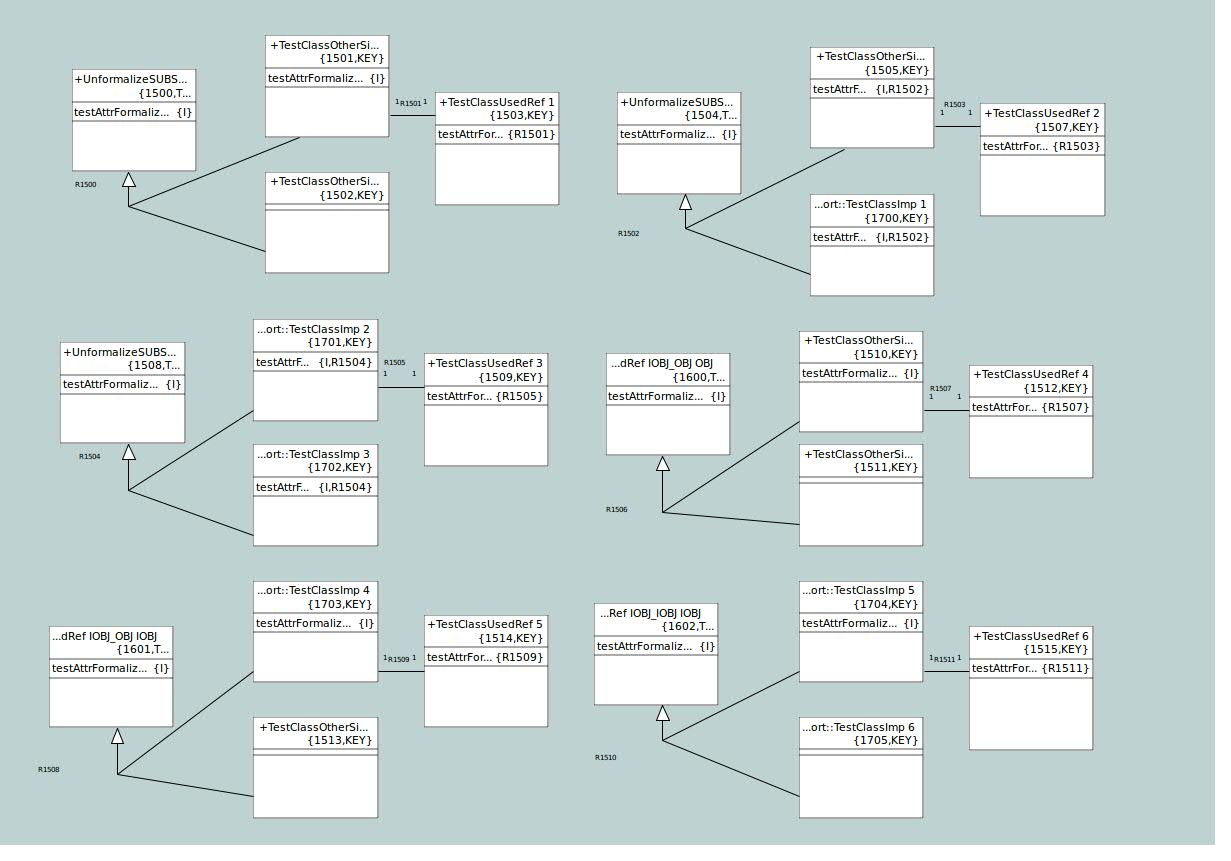 +UnformalizeSUBS...
{1500,T...
testAttrFormaliz... {I}
R1500
+TestClassOtherSi...
{1501,KEY}
testAttrFormaliz... {I}
1 R1501 1
+TestClassUsedRef 1
{1503,KEY}
testAttrFor... {R1501}
+TestClassOtherSi...
{1502,KEY}
+UnformalizeSUBS...
{1504,T...
testAttrFormaliz... {I}
R1502
+TestClassOtherSi...
{1505,KEY}
testAttrF... {I,R1502}
R1503
1 1
+TestClassUsedRef 2
{1507,KEY}
testAttrFor... {R1503}
...ort::TestClassImp 1
{1700,KEY}
testAttrF... {I,R1502}
+UnformalizeSUBS...
{1508,T...
testAttrFormaliz... {I}
R1504
...ort::TestClassImp 2
{1701,KEY}
testAttrF... {I,R1504}
R1505
1 1
+TestClassUsedRef 3
{1509,KEY}
testAttrFor... {R1505}
...ort::TestClassImp 3
{1702,KEY}
testAttrF... {I,R1504}
...dRef IOBJ_OBJ OBJ
{1600,T...
testAttrFormaliz... {I}
R1506
+TestClassOtherSi...
{1510,KEY}
testAttrFormaliz... {I}
R1507
1 1
+TestClassUsedRef 4
{1512,KEY}
testAttrFor... {R1507}
+TestClassOtherSi...
{1511,KEY}
...dRef IOBJ_OBJ IOBJ
{1601,T...
testAttrFormaliz... {I}
R1508
...ort::TestClassImp 4
{1703,KEY}
testAttrFormaliz... {I}
1 R1509 1
+TestClassUsedRef 5
{1514,KEY}
testAttrFor... {R1509}
+TestClassOtherSi...
{1513,KEY}
...Ref IOBJ_IOBJ IOBJ
{1602,T...
testAttrFormaliz... {I}
R1510
...ort::TestClassImp 5
{1704,KEY}
testAttrFormaliz... {I}
1 R1511 1
+TestClassUsedRef 6
{1515,KEY}
testAttrFor... {R1511}
...ort::TestClassImp 6
{1705,KEY}